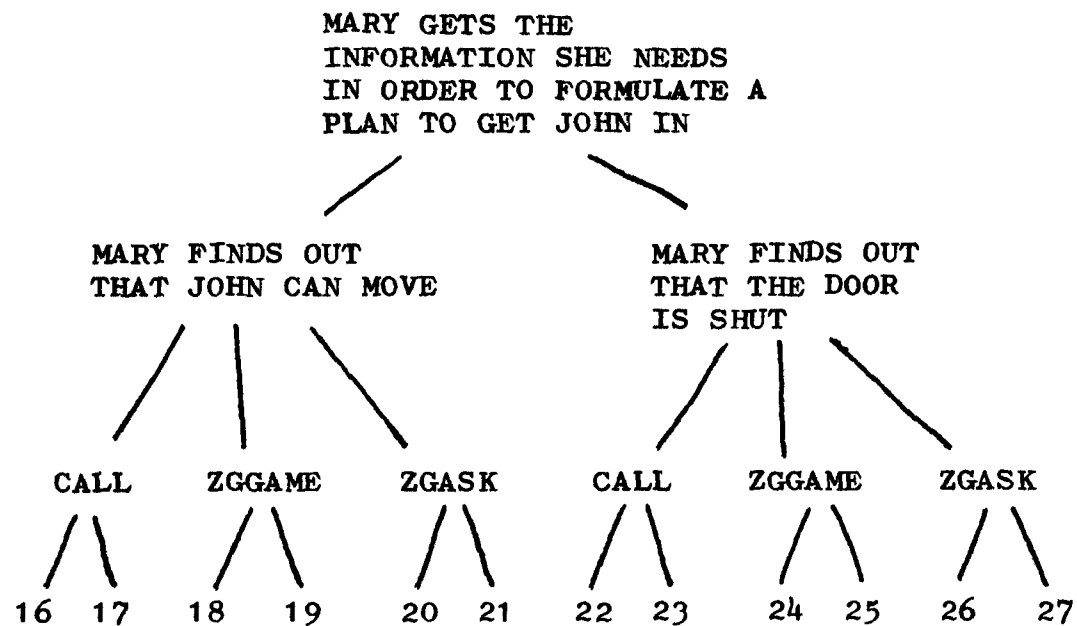 MARY GETS THE
INFORMATION SHE NEEDS
IN ORDER TO FORMULATE A
PLAN TO GET JOHN IN
MARY FINDS OUT
THAT JOHN CAN MOVE
MARY FINDS OUT
THAT THE DOOR
IS SHUT
CALL ZGGAME ZGASK CALL ZGGAME ZGASK
16 17 18 19 20 21 22 23 24 25 26 27